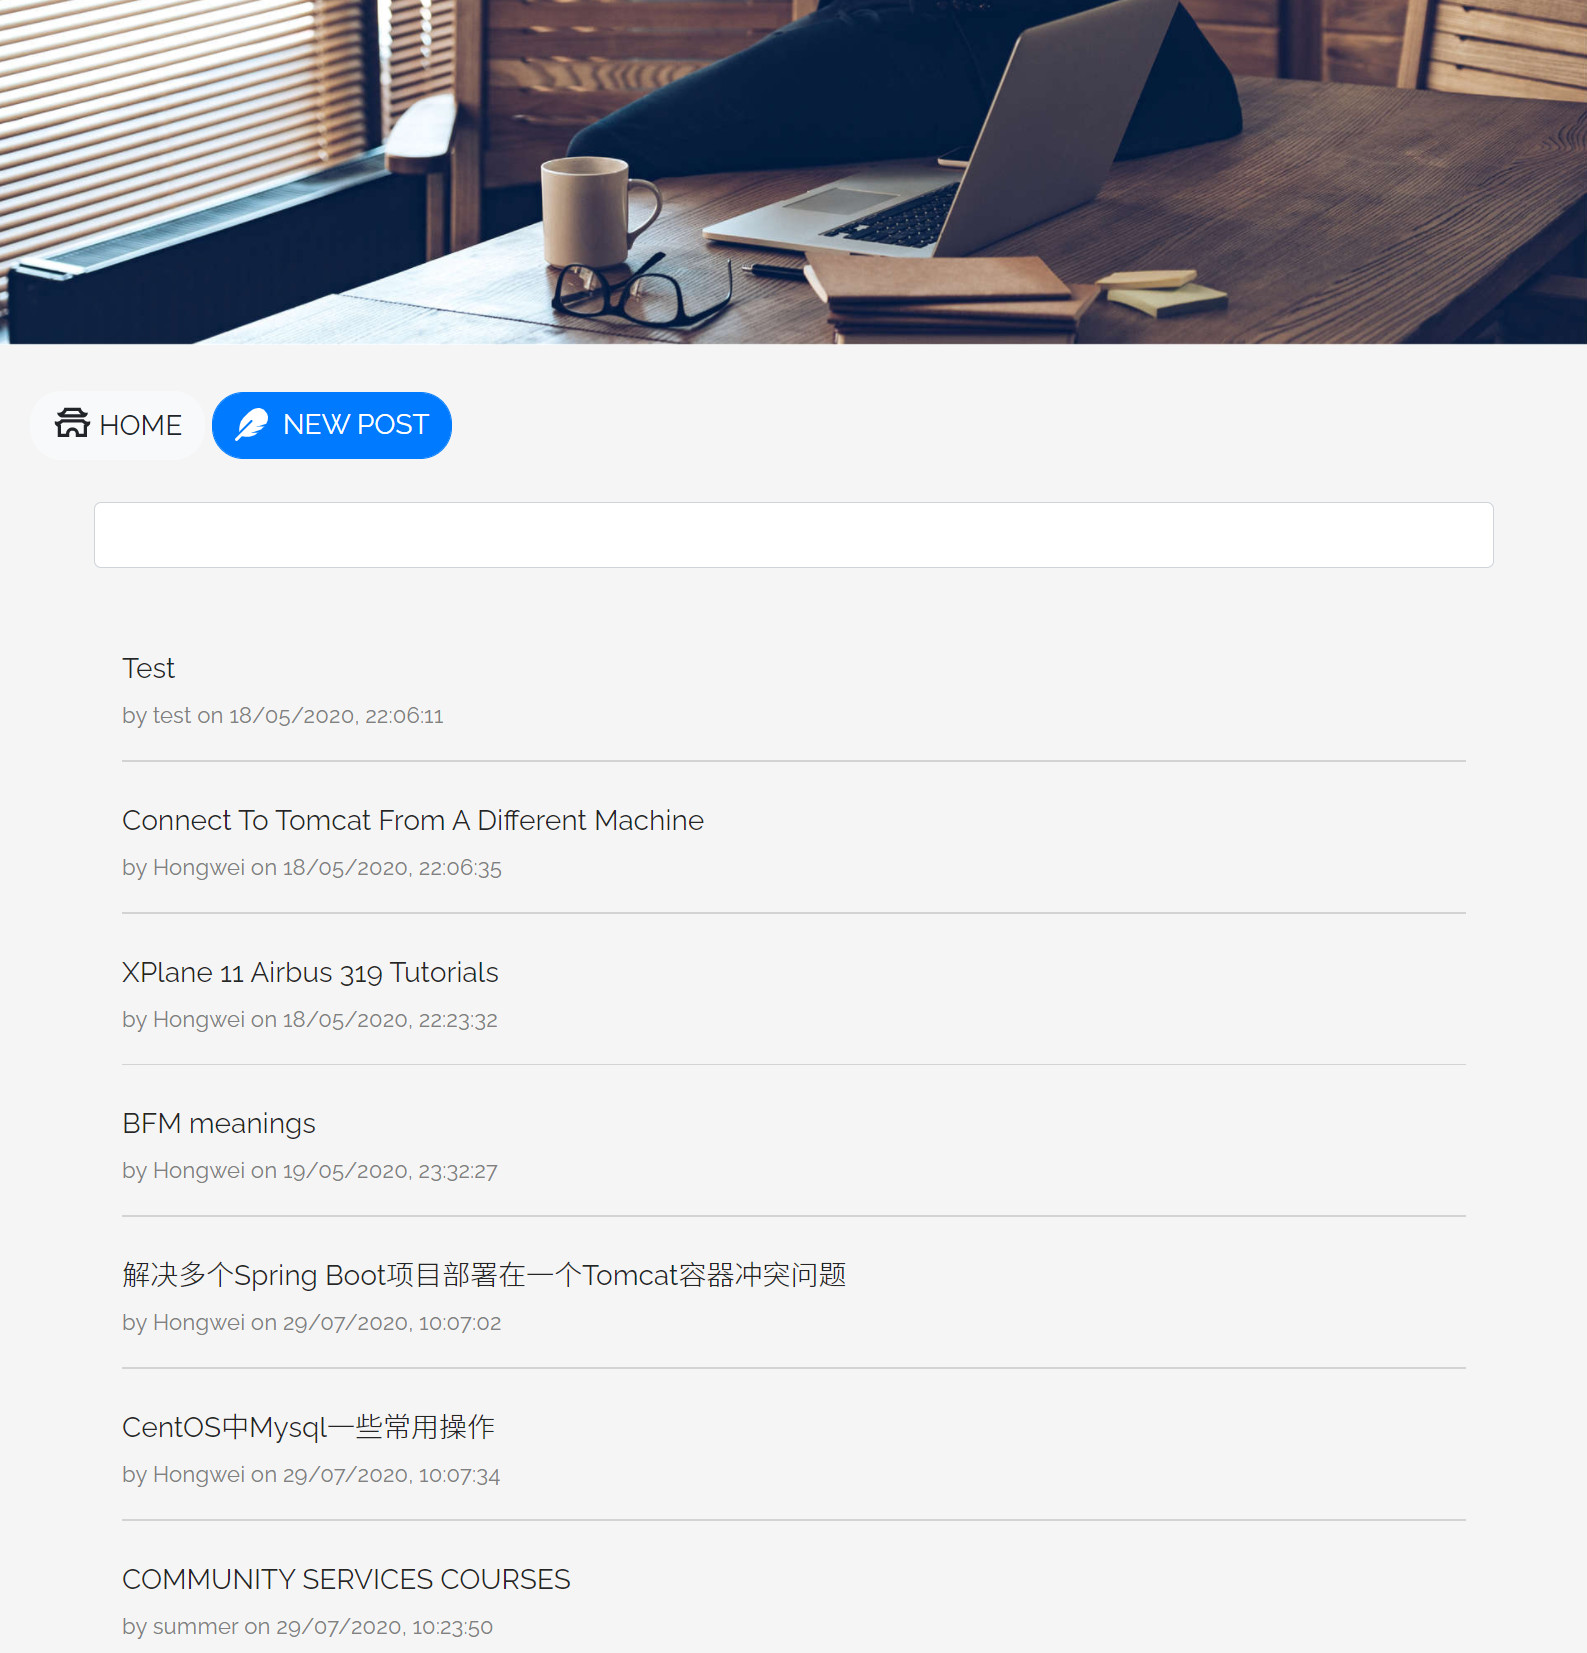 HOME
NEW POST
Test
by test on 18/05/2020, 22:06:11
Connect To Tomcat From A Different Machine
by Hongwei on 18/05/2020, 22:06:35
XPlane 11 Airbus 319 Tutorials
by Hongwei on 18/05/2020, 22:23:32
BFM meanings
by Hongwei on 19/05/2020, 23:32:27
解决多个Spring Boot项目部署在一个Tomcat容器冲突问题
by Hongwei on 29/07/2020, 10:07:02
CentOS中Mysql一些常用操作
by Hongwei on 29/07/2020, 10:07:34
COMMUNITY SERVICES COURSES
by summer on 29/07/2020, 10:23:50